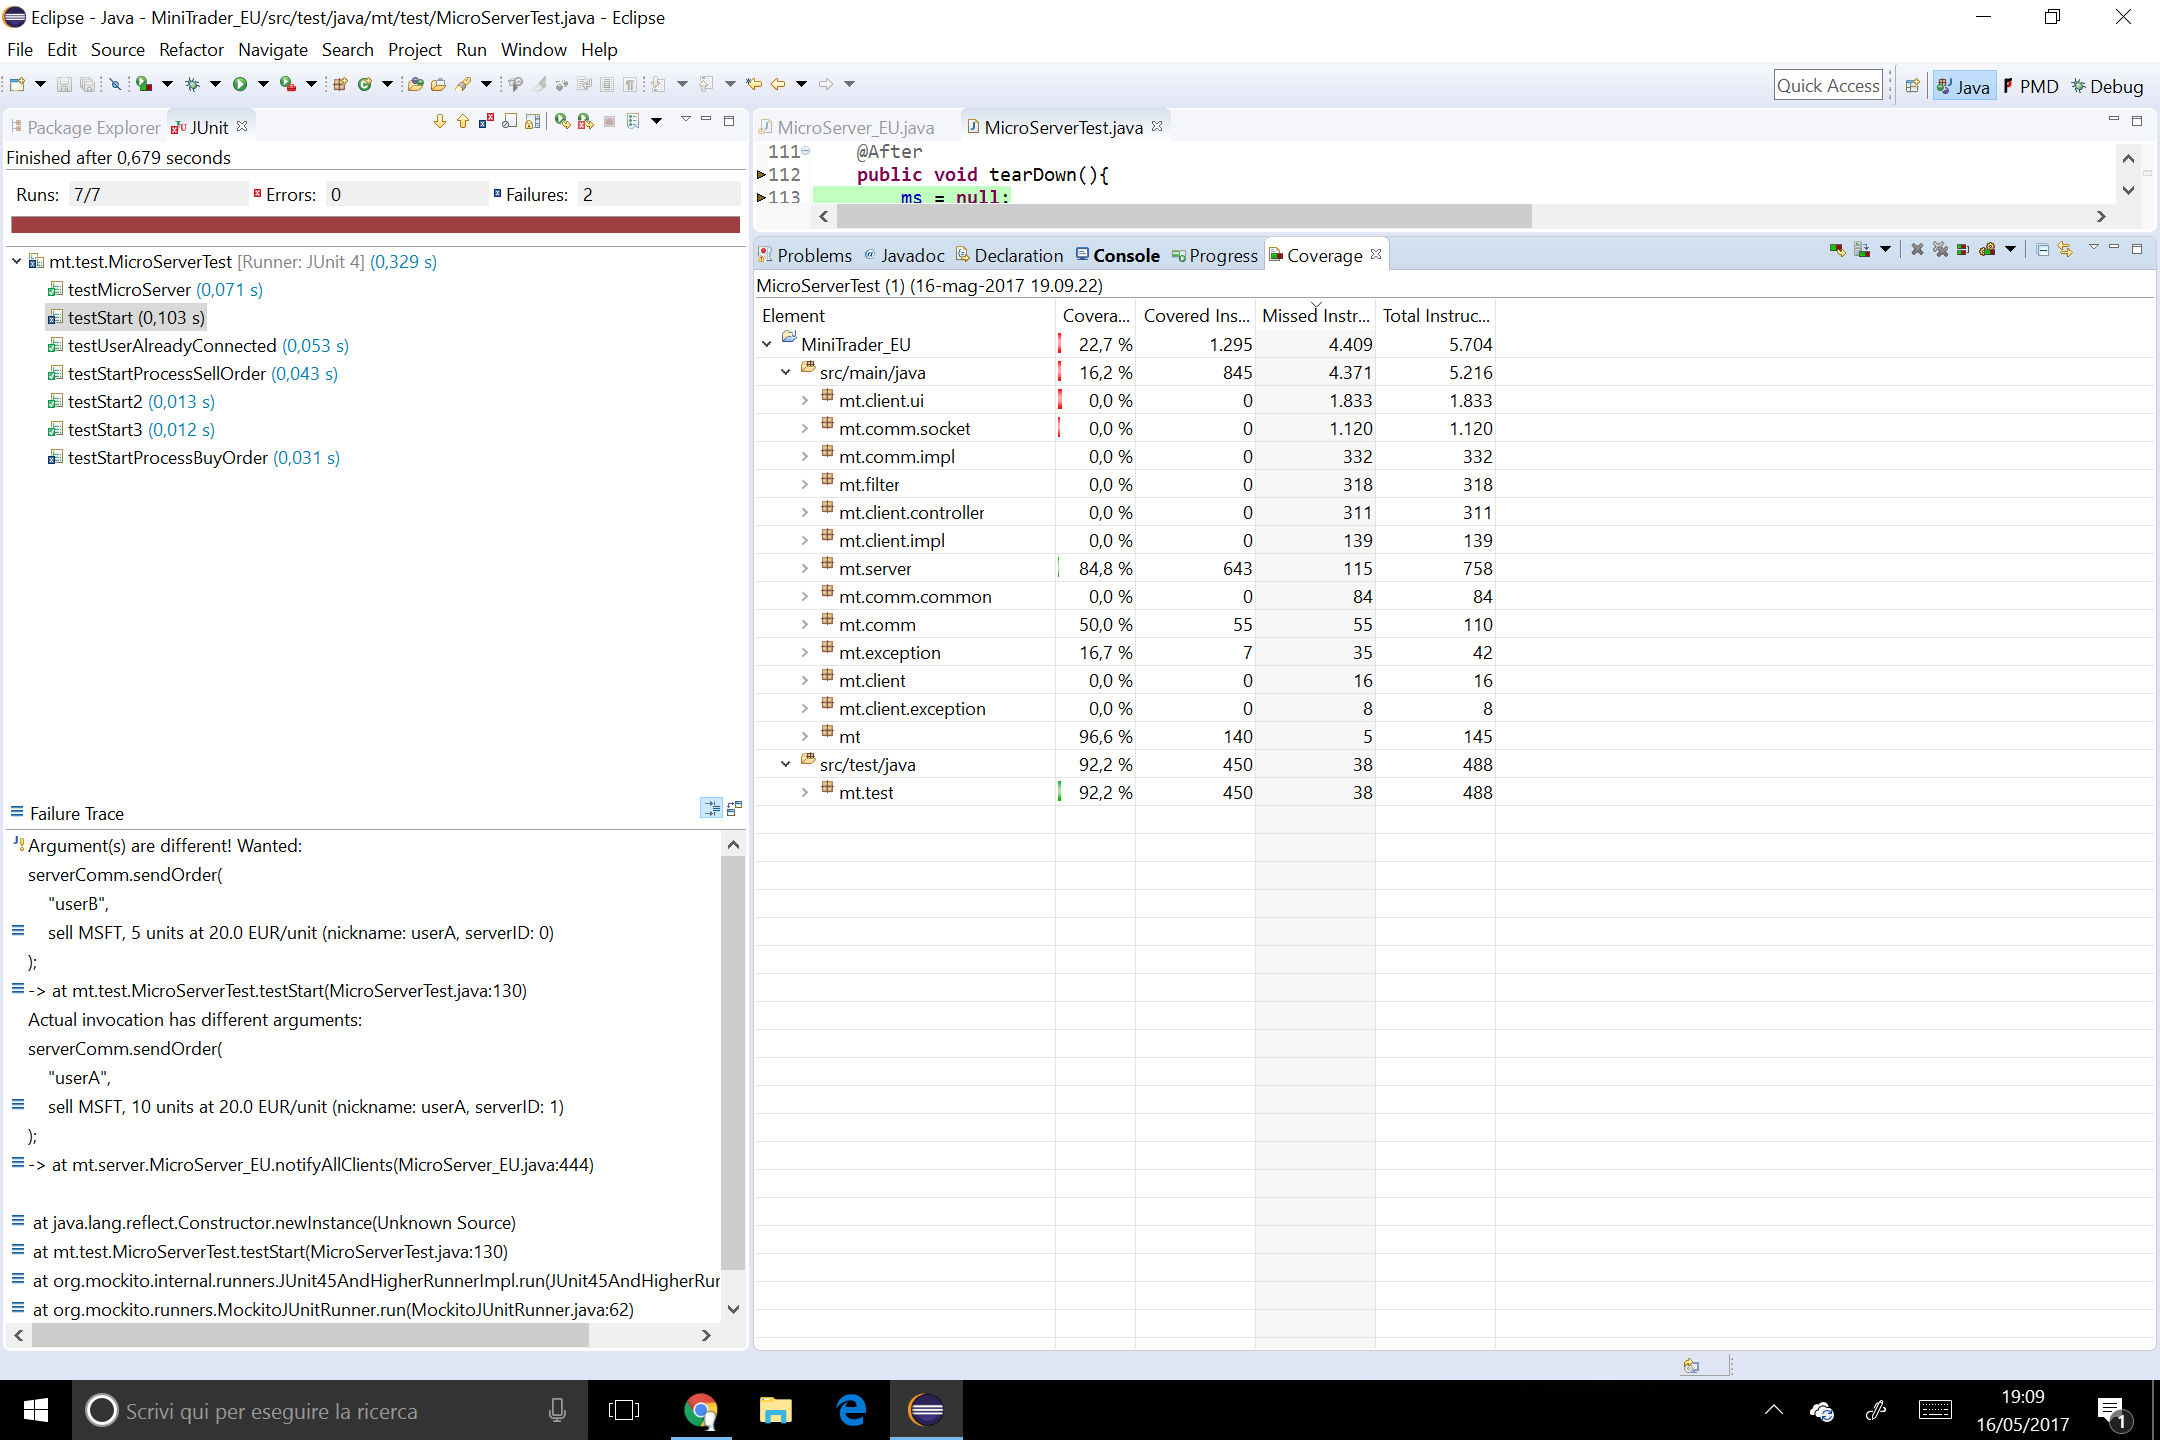 Eclipse - Java - MiniTrader_EU/src/test/java/mt/test/MicroServerTest.java - Eclipse
File Edit Source Refactor Navigate Search Project Run Window Help
Quick Access Java PMD Debug
Package Explorer JUnit
Finished after 0,679 seconds
Runs: 7/7 Errors: 0 Failures: 2
mt.test.MicroServerTest [Runner: JUnit 4] (0,329 s)
testMicroServer (0,071 s)
testStart (0,103 s)
testUserAlreadyConnected (0,053 s)
testStartProcessSellOrder (0,043 s)
testStart2 (0,013 s)
testStart3 (0,012 s)
testStartProcessBuyOrder (0,031 s)
Failure Trace
Argument(s) are different! Wanted:
serverComm.sendOrder(
"userB",
sell MSFT, 5 units at 20.0 EUR/unit (nickname: userA, serverID: 0)
);
-> at mt.test.MicroServerTest.testStart(MicroServerTest.java:130)
Actual invocation has different arguments:
serverComm.sendOrder(
"userA",
sell MSFT, 10 units at 20.0 EUR/unit (nickname: userA, serverID: 1)
);
-> at mt.server.MicroServer_EU.notifyAllClients(MicroServer_EU.java:444)
at java.lang.reflect.Constructor.newInstance(Unknown Source)
at mt.test.MicroServerTest.testStart(MicroServerTest.java:130)
at org.mockito.internal.runners.JUnit45AndHigherRunnerImpl.run(JUnit45AndHigherRur
at org.mockito.runners.MockitoJUnitRunner.run(MockitoJUnitRunner.java:62)
MicroServer_EU.java MicroServerTest.java
111 @After
112 public void tearDown(){
113 ms = null;
Problems Javadoc Declaration Console Progress Coverage
MicroServerTest (1) (16-mag-2017 19.09.22)
Element Covera... Covered Ins... Missed Instr... Total Instruc...
MiniTrader_EU 22,7 % 1.295 4.409 5.704
src/main/java 16,2 % 845 4.371 5.216
mt.client.ui 0,0 % 0 1.833 1.833
mt.comm.socket 0,0 % 0 1.120 1.120
mt.comm.impl 0,0 % 0 332 332
mt.filter 0,0 % 0 318 318
mt.client.controller 0,0 % 0 311 311
mt.client.impl 0,0 % 0 139 139
mt.server 84,8 % 643 115 758
mt.comm.common 0,0 % 0 84 84
mt.comm 50,0 % 55 55 110
mt.exception 16,7 % 7 35 42
mt.client 0,0 % 0 16 16
mt.client.exception 0,0 % 0 8 8
mt 96,6 % 140 5 145
src/test/java 92,2 % 450 38 488
mt.test 92,2 % 450 38 488
Scrivi qui per eseguire la ricerca
19:09
16/05/2017
1